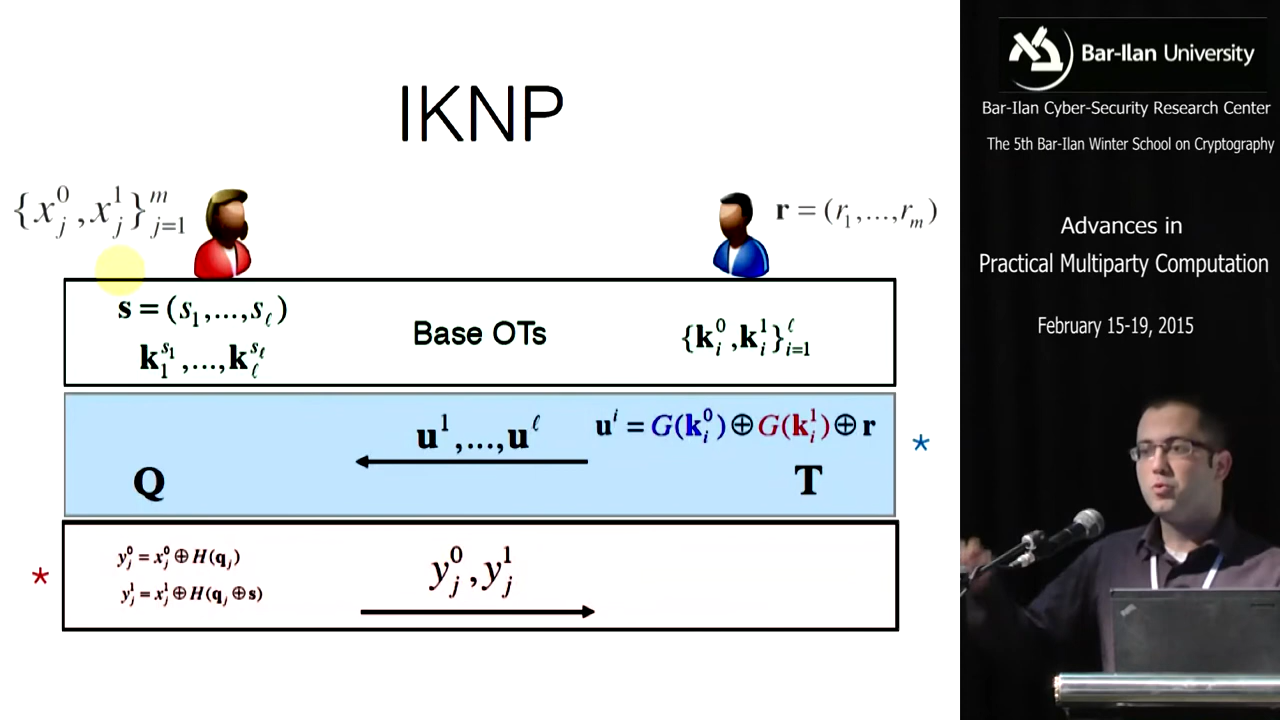 IKNP
{x_j^0, x_j^1}_{j=1}^m
r = (r_1,...,r_m)
s = (s_1,...,s_ℓ)
k_1^{s_1},...,k_ℓ^{s_ℓ}
Base OTs
{k_i^0, k_i^1}_{i=1}^ℓ
u^1,...,u^ℓ
u^i = G(k_i^0) ⊕ G(k_i^1) ⊕ r
*
Q
T
*
y_j^0 = x_j^0 ⊕ H(q_j)
y_j^1 = x_j^1 ⊕ H(q_j ⊕ s)
y_j^0, y_j^1
Bar-Ilan University
Bar-Ilan Cyber-Security Research Center
The 5th Bar-Ilan Winter School on Cryptography
Advances in
Practical Multiparty Computation
February 15-19, 2015